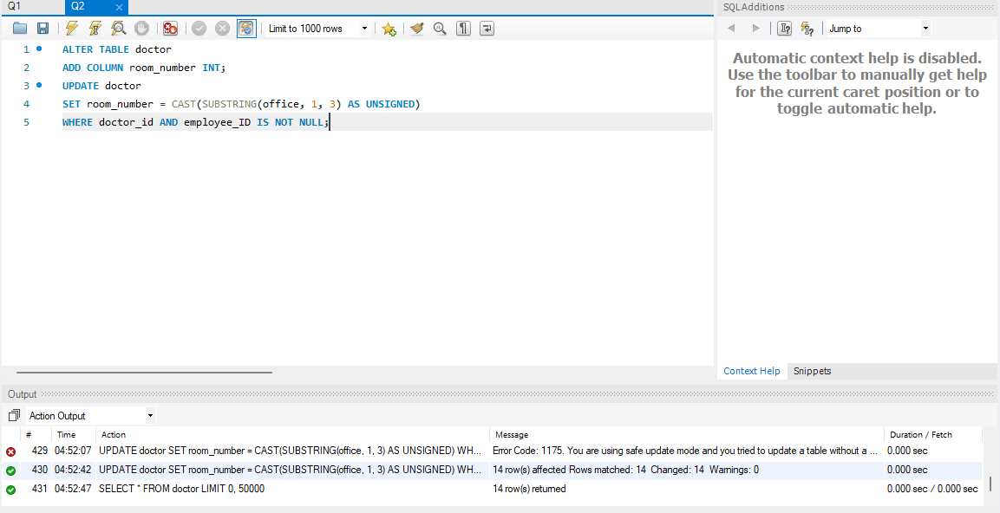 Q1 Q2
SQLAdditions
Limit to 1000 rows
Jump to
1 ALTER TABLE doctor
2 ADD COLUMN room_number INT;
3 UPDATE doctor
4 SET room_number = CAST(SUBSTRING(office, 1, 3) AS UNSIGNED)
5 WHERE doctor_id AND employee_ID IS NOT NULL;
Automatic context help is disabled.
Use the toolbar to manually get help
for the current caret position or to
toggle automatic help.
Context Help Snippets
Output
Action Output
# Time Action Message Duration / Fetch
429 04:52:07 UPDATE doctor SET room_number = CAST(SUBSTRING(office, 1, 3) AS UNSIGNED) WH... Error Code: 1175. You are using safe update mode and you tried to update a table without a ... 0.000 sec
430 04:52:42 UPDATE doctor SET room_number = CAST(SUBSTRING(office, 1, 3) AS UNSIGNED) WH... 14 row(s) affected Rows matched: 14 Changed: 14 Warnings: 0 0.000 sec
431 04:52:47 SELECT * FROM doctor LIMIT 0, 50000 14 row(s) returned 0.000 sec / 0.000 sec